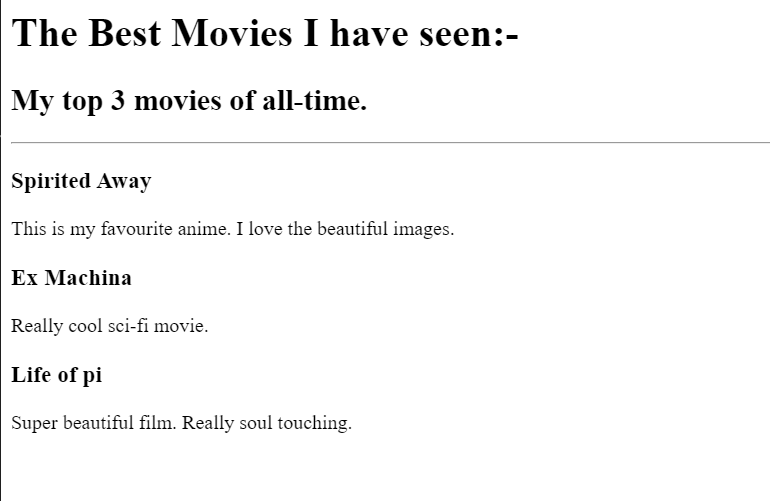 The Best Movies I have seen:-
My top 3 movies of all-time.
Spirited Away
This is my favourite anime. I love the beautiful images.
Ex Machina
Really cool sci-fi movie.
Life of pi
Super beautiful film. Really soul touching.